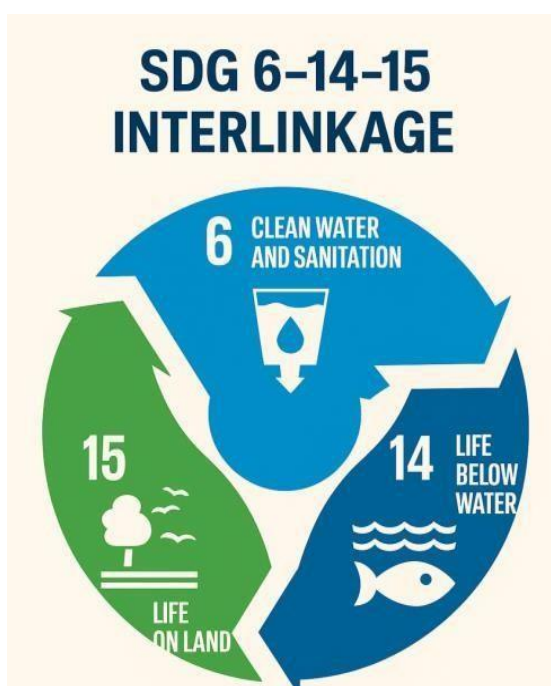 SDG 6–14–15
INTERLINKAGE
6
CLEAN WATER
AND SANITATION
15
LIFE
ON LAND
14
LIFE
BELOW
WATER